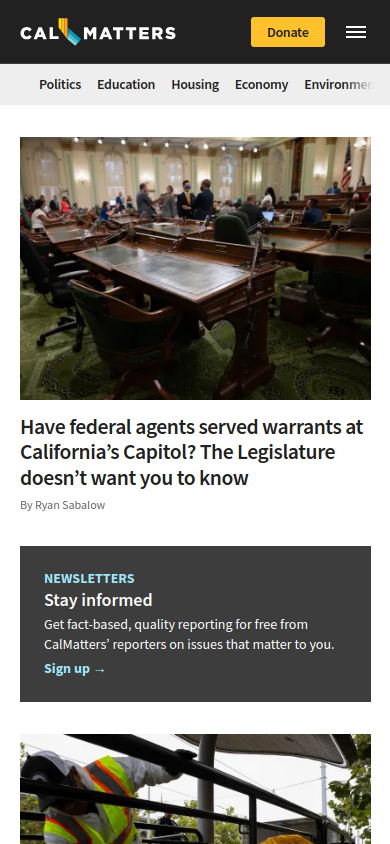 CALMATTERS
Donate
Politics Education Housing Economy
Have federal agents served warrants at
California’s Capitol? The Legislature
doesn’t want you to know
By Ryan Sabalow
NEWSLETTERS
Stay informed
Get fact-based, quality reporting for free from
CalMatters’ reporters on issues that matter to you.
Sign up →